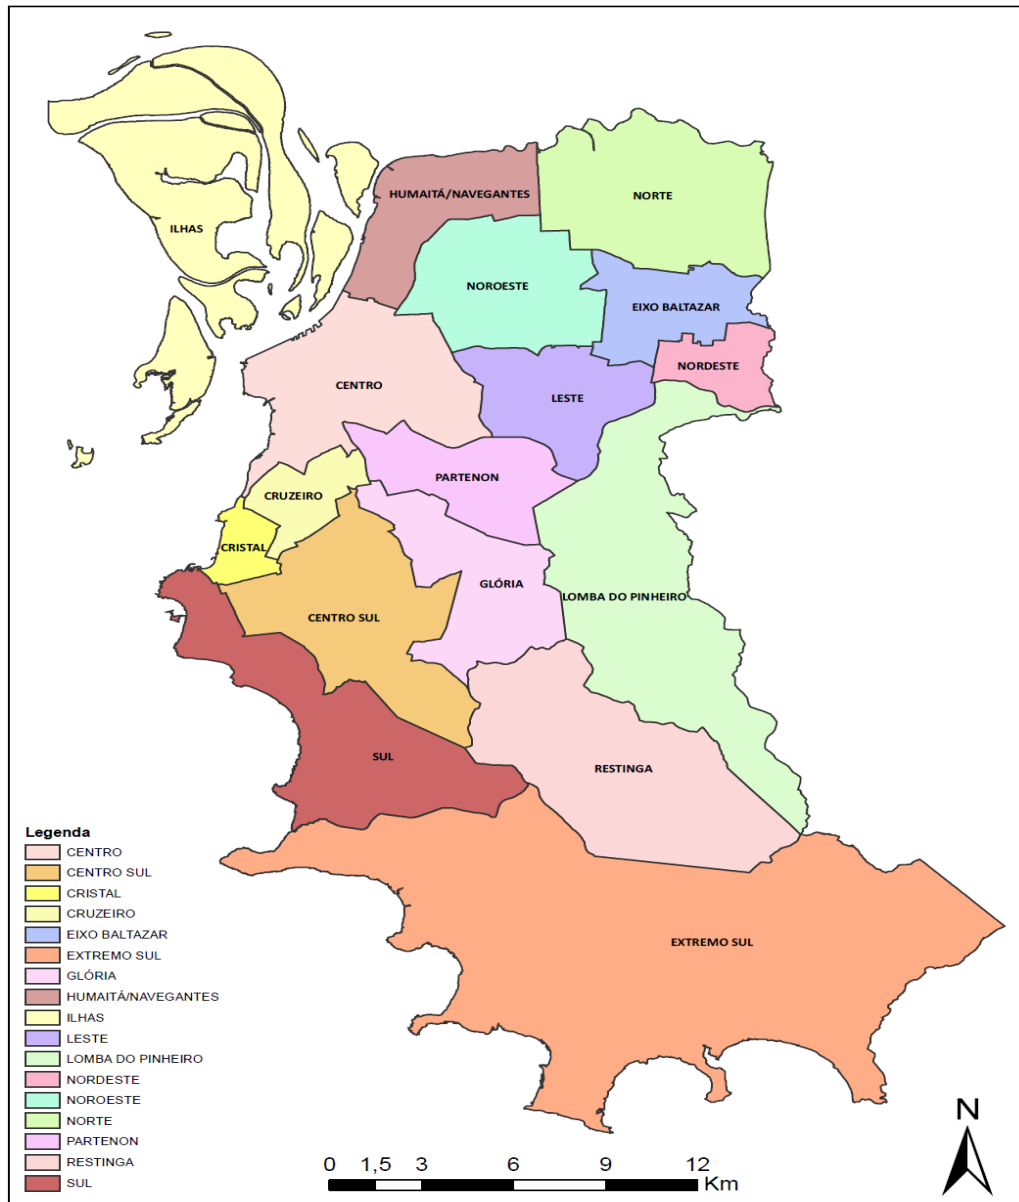 HUMAITÁ/NAVEGANTES
NORTE
ILHAS
NOROESTE
EIXO BALTAZAR
NORDESTE
CENTRO
LESTE
PARTENON
CRUZEIRO
CRISTAL
GLÓRIA
LOMBA DO PINHEIRO
CENTRO SUL
SUL
RESTINGA
EXTREMO SUL
Legenda
CENTRO
CENTRO SUL
CRISTAL
CRUZEIRO
EIXO BALTAZAR
EXTREMO SUL
GLÓRIA
HUMAITÁ/NAVEGANTES
ILHAS
LESTE
LOMBA DO PINHEIRO
NORDESTE
NOROESTE
NORTE
PARTENON
RESTINGA
SUL
0 1,5 3 6 9 12
Km
N